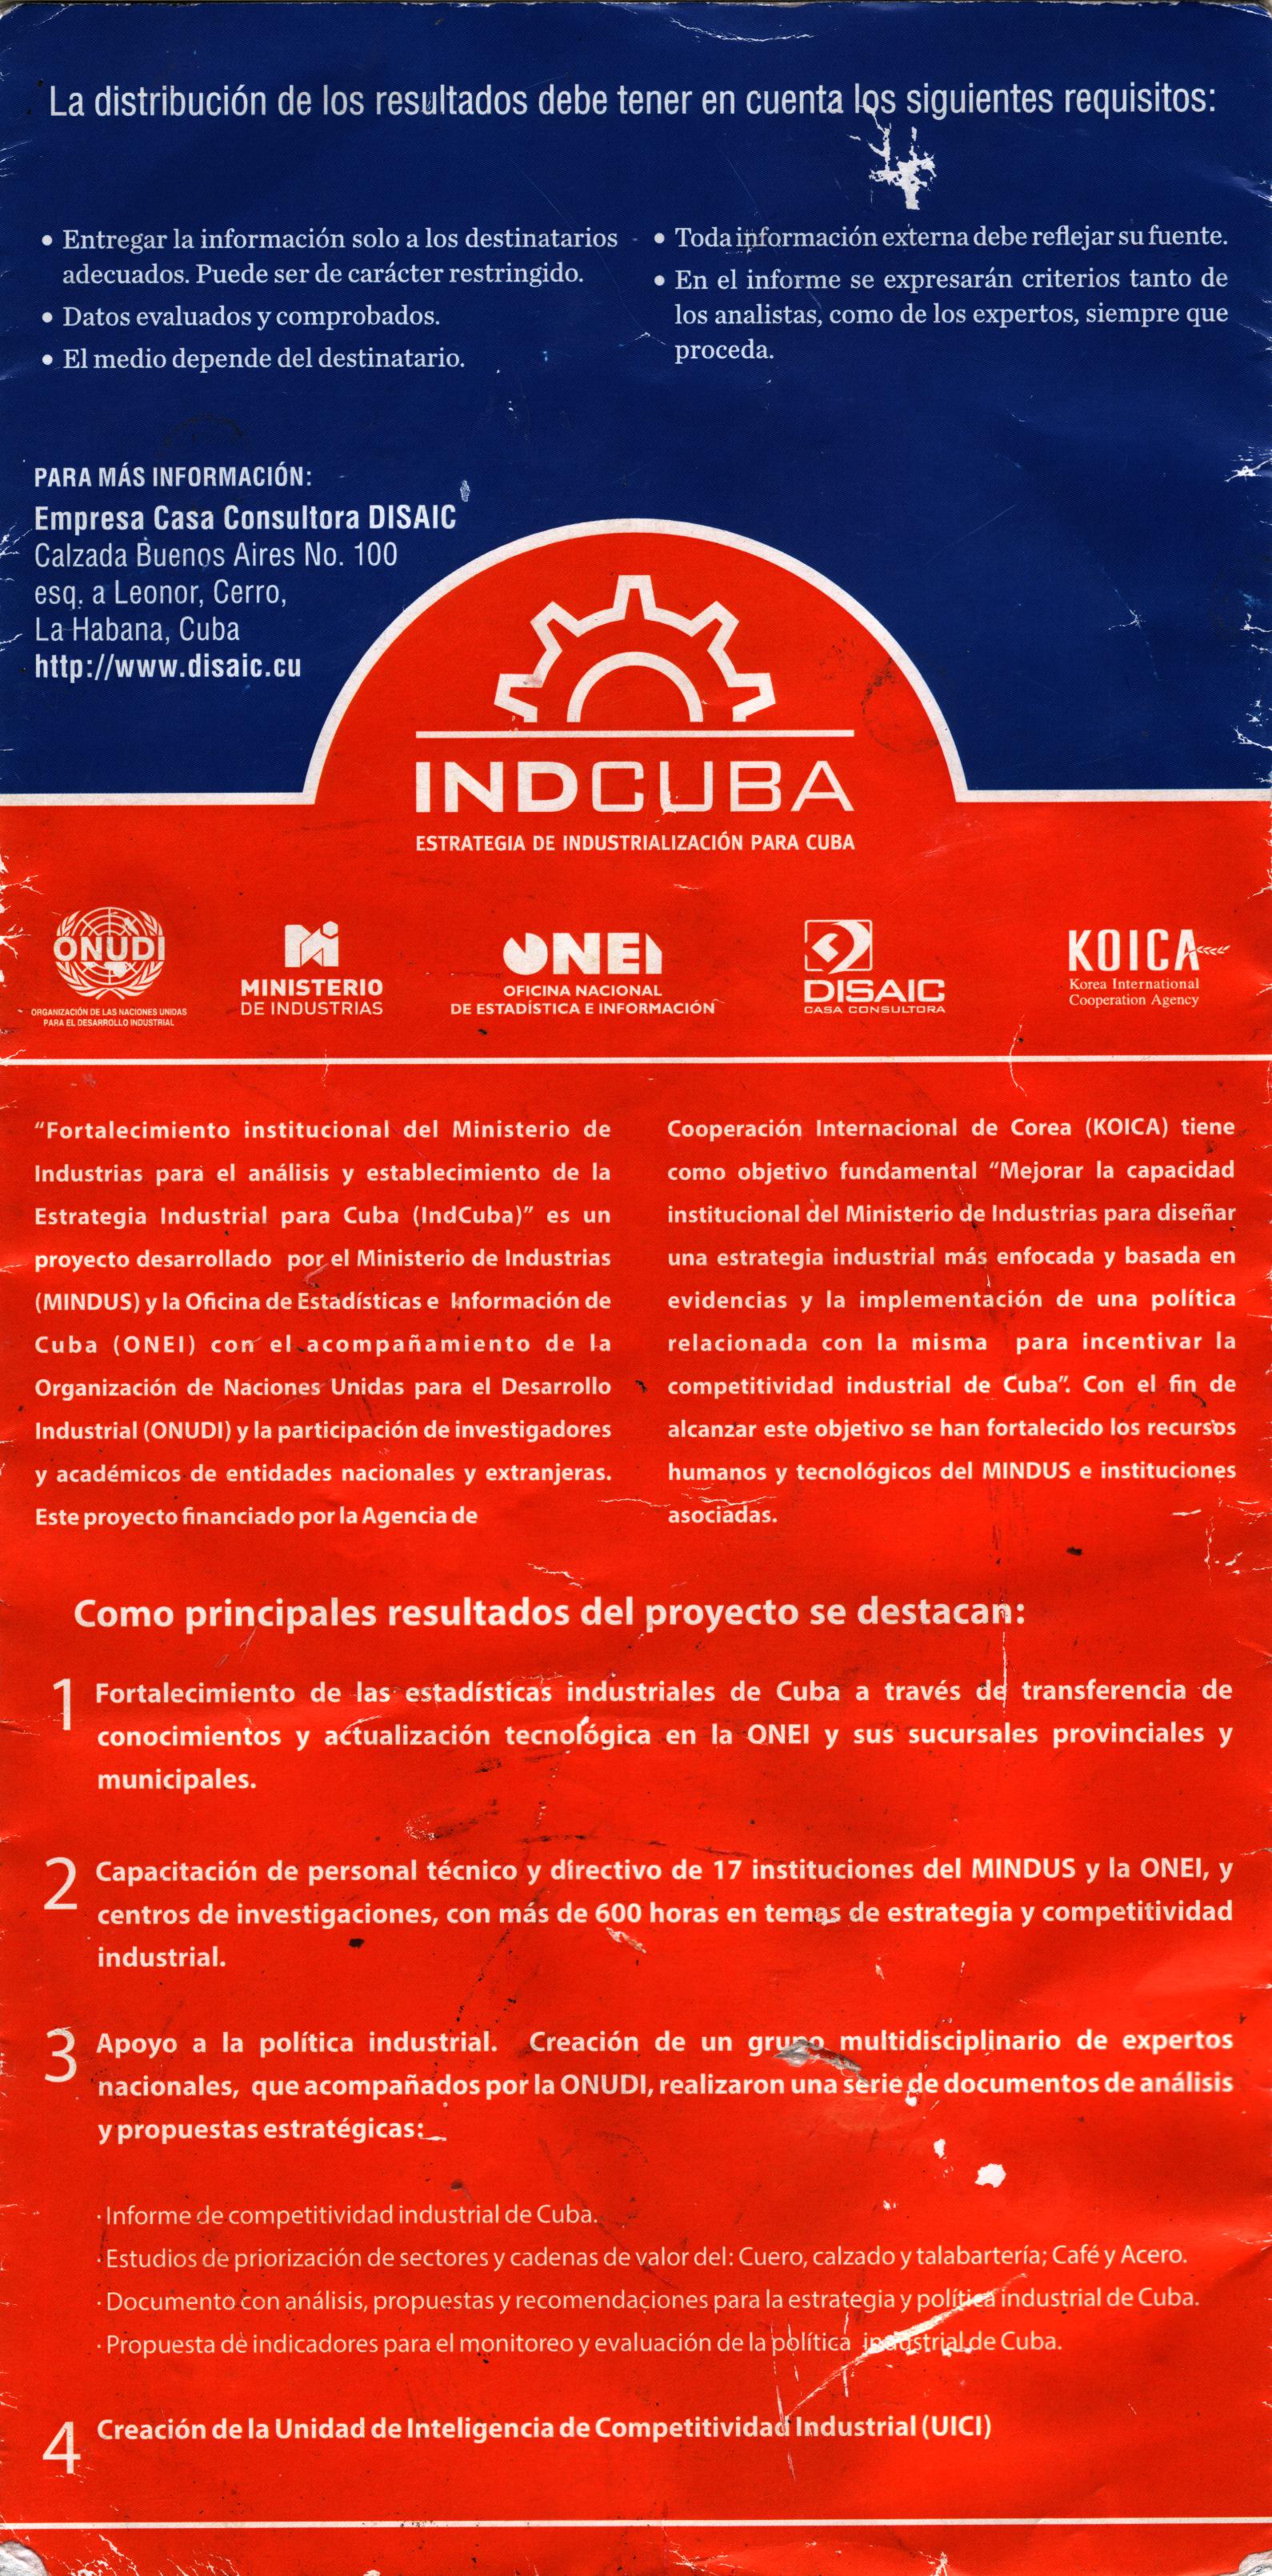 La distribución de los resultados debe tener en cuenta los siguientes requisitos:
• Entregar la información solo a los destinatarios
adecuados. Puede ser de carácter restringido.
• Datos evaluados y comprobados.
• El medio depende del destinatario.
• Toda información externa debe reflejar su fuente.
• En el informe se expresarán criterios tanto de
los analistas, como de los expertos, siempre que
proceda.
PARA MÁS INFORMACIÓN:
Empresa Casa Consultora DISAIC
Calzada Buenos Aires No. 100
esq. a Leonor, Cerro,
La Habana, Cuba
http://www.disaic.cu
INDCUBA
ESTRATEGIA DE INDUSTRIALIZACIÓN PARA CUBA
ONUDI
ORGANIZACIÓN DE LAS NACIONES UNIDAS
PARA EL DESARROLLO INDUSTRIAL
MINISTERIO
DE INDUSTRIAS
ONEI
OFICINA NACIONAL
DE ESTADÍSTICA E INFORMACIÓN
DISAIC
CASA CONSULTORA
KOICA
Korea International
Cooperation Agency
“Fortalecimiento institucional del Ministerio de
Industrias para el análisis y establecimiento de la
Estrategia Industrial para Cuba (IndCuba)” es un
proyecto desarrollado por el Ministerio de Industrias
(MINDUS) y la Oficina de Estadísticas e Información de
Cuba (ONEI) con el acompañamiento de la
Organización de Naciones Unidas para el Desarrollo
Industrial (ONUDI) y la participación de investigadores
y académicos de entidades nacionales y extranjeras.
Este proyecto financiado por la Agencia de
Cooperación Internacional de Corea (KOICA) tiene
como objetivo fundamental “Mejorar la capacidad
institucional del Ministerio de Industrias para diseñar
una estrategia industrial más enfocada y basada en
evidencias y la implementación de una política
relacionada con la misma para incentivar la
competitividad industrial de Cuba”. Con el fin de
alcanzar este objetivo se han fortalecido los recursos
humanos y tecnológicos del MINDUS e instituciones
asociadas.
Como principales resultados del proyecto se destacan:
1 Fortalecimiento de las estadísticas industriales de Cuba a través de transferencia de
conocimientos y actualización tecnológica en la ONEI y sus sucursales provinciales y
municipales.
2 Capacitación de personal técnico y directivo de 17 instituciones del MINDUS y la ONEI, y
centros de investigaciones, con más de 600 horas en temas de estrategia y competitividad
industrial.
3 Apoyo a la política industrial. Creación de un grupo multidisciplinario de expertos
nacionales, que acompañados por la ONUDI, realizaron una serie de documentos de análisis
y propuestas estratégicas:
· Informe de competitividad industrial de Cuba.
· Estudios de priorización de sectores y cadenas de valor del: Cuero, calzado y talabartería; Café y Acero.
· Documento con análisis, propuestas y recomendaciones para la estrategia y política industrial de Cuba.
· Propuesta de indicadores para el monitoreo y evaluación de la política industrial de Cuba.
4 Creación de la Unidad de Inteligencia de Competitividad Industrial (UICI)